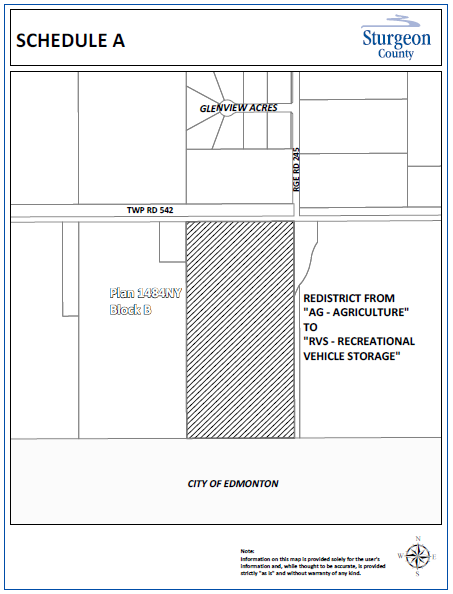 SCHEDULE A
Sturgeon
County
GLENVIEW ACRES
RGE RD 245
TWP RD 542
Plan 1484NY
Block B
REDISTRICT FROM
"AG - AGRICULTURE"
TO
"RVS - RECREATIONAL
VEHICLE STORAGE"
CITY OF EDMONTON
Note:
Information on this map is provided solely for the user's
information and, while thought to be accurate, is provided
strictly "as is" and without warranty of any kind.
N
W
E
S